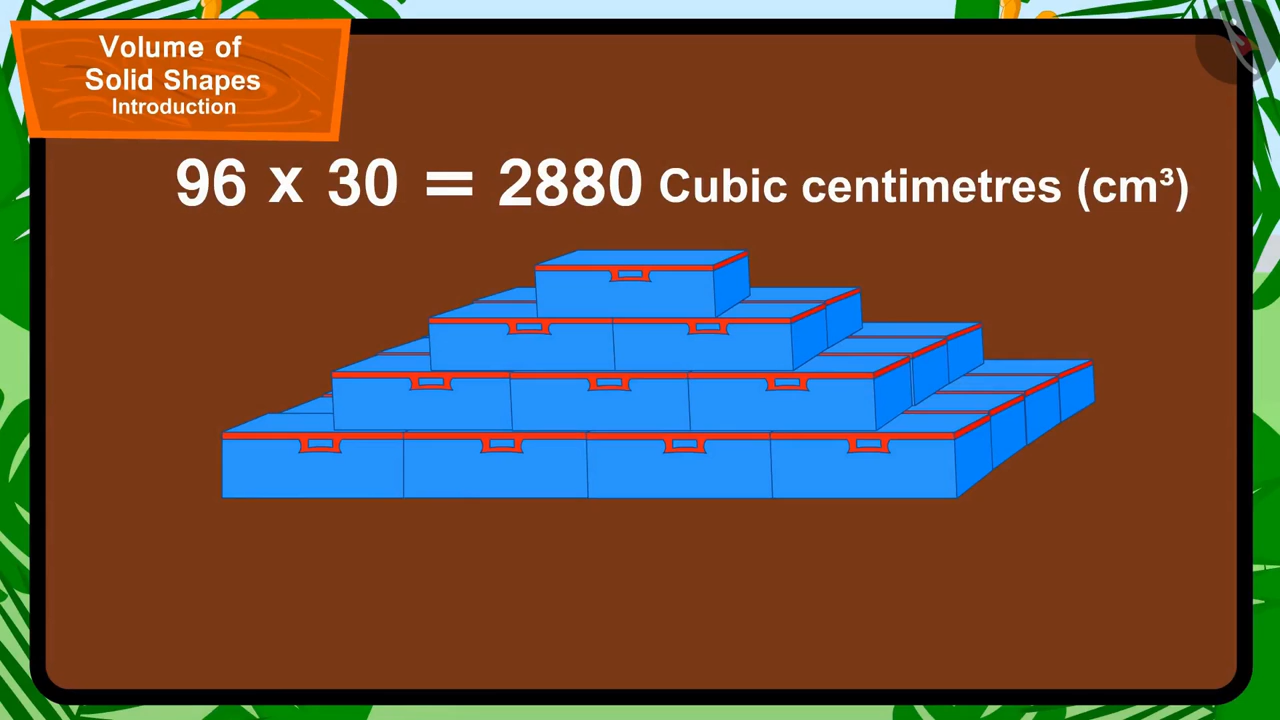 Volume of
Solid Shapes
Introduction
96 x 30 = 2880 Cubic centimetres (cm³)